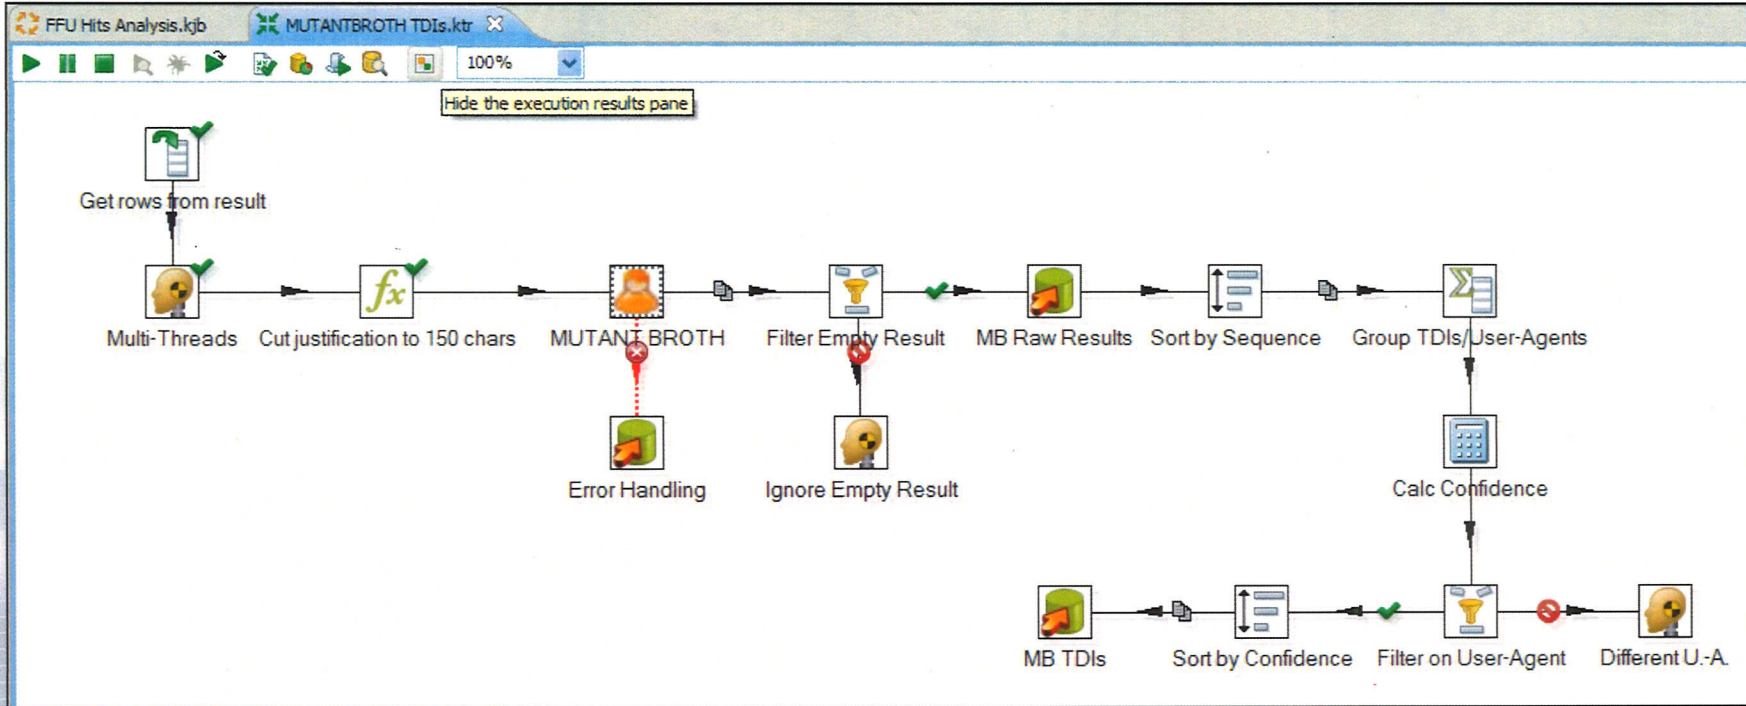 FFU Hits Analysis.kjb
MUTANTBROTH TDIs.ktr
100%
Hide the execution results pane
Get rows from result
Multi-Threads
Cut justification to 150 chars
MUTANT BROTH
Filter Empty Result
MB Raw Results
Sort by Sequence
Group TDIs/User-Agents
Error Handling
Ignore Empty Result
Calc Confidence
MB TDIs
Sort by Confidence
Filter on User-Agent
Different U.-A.